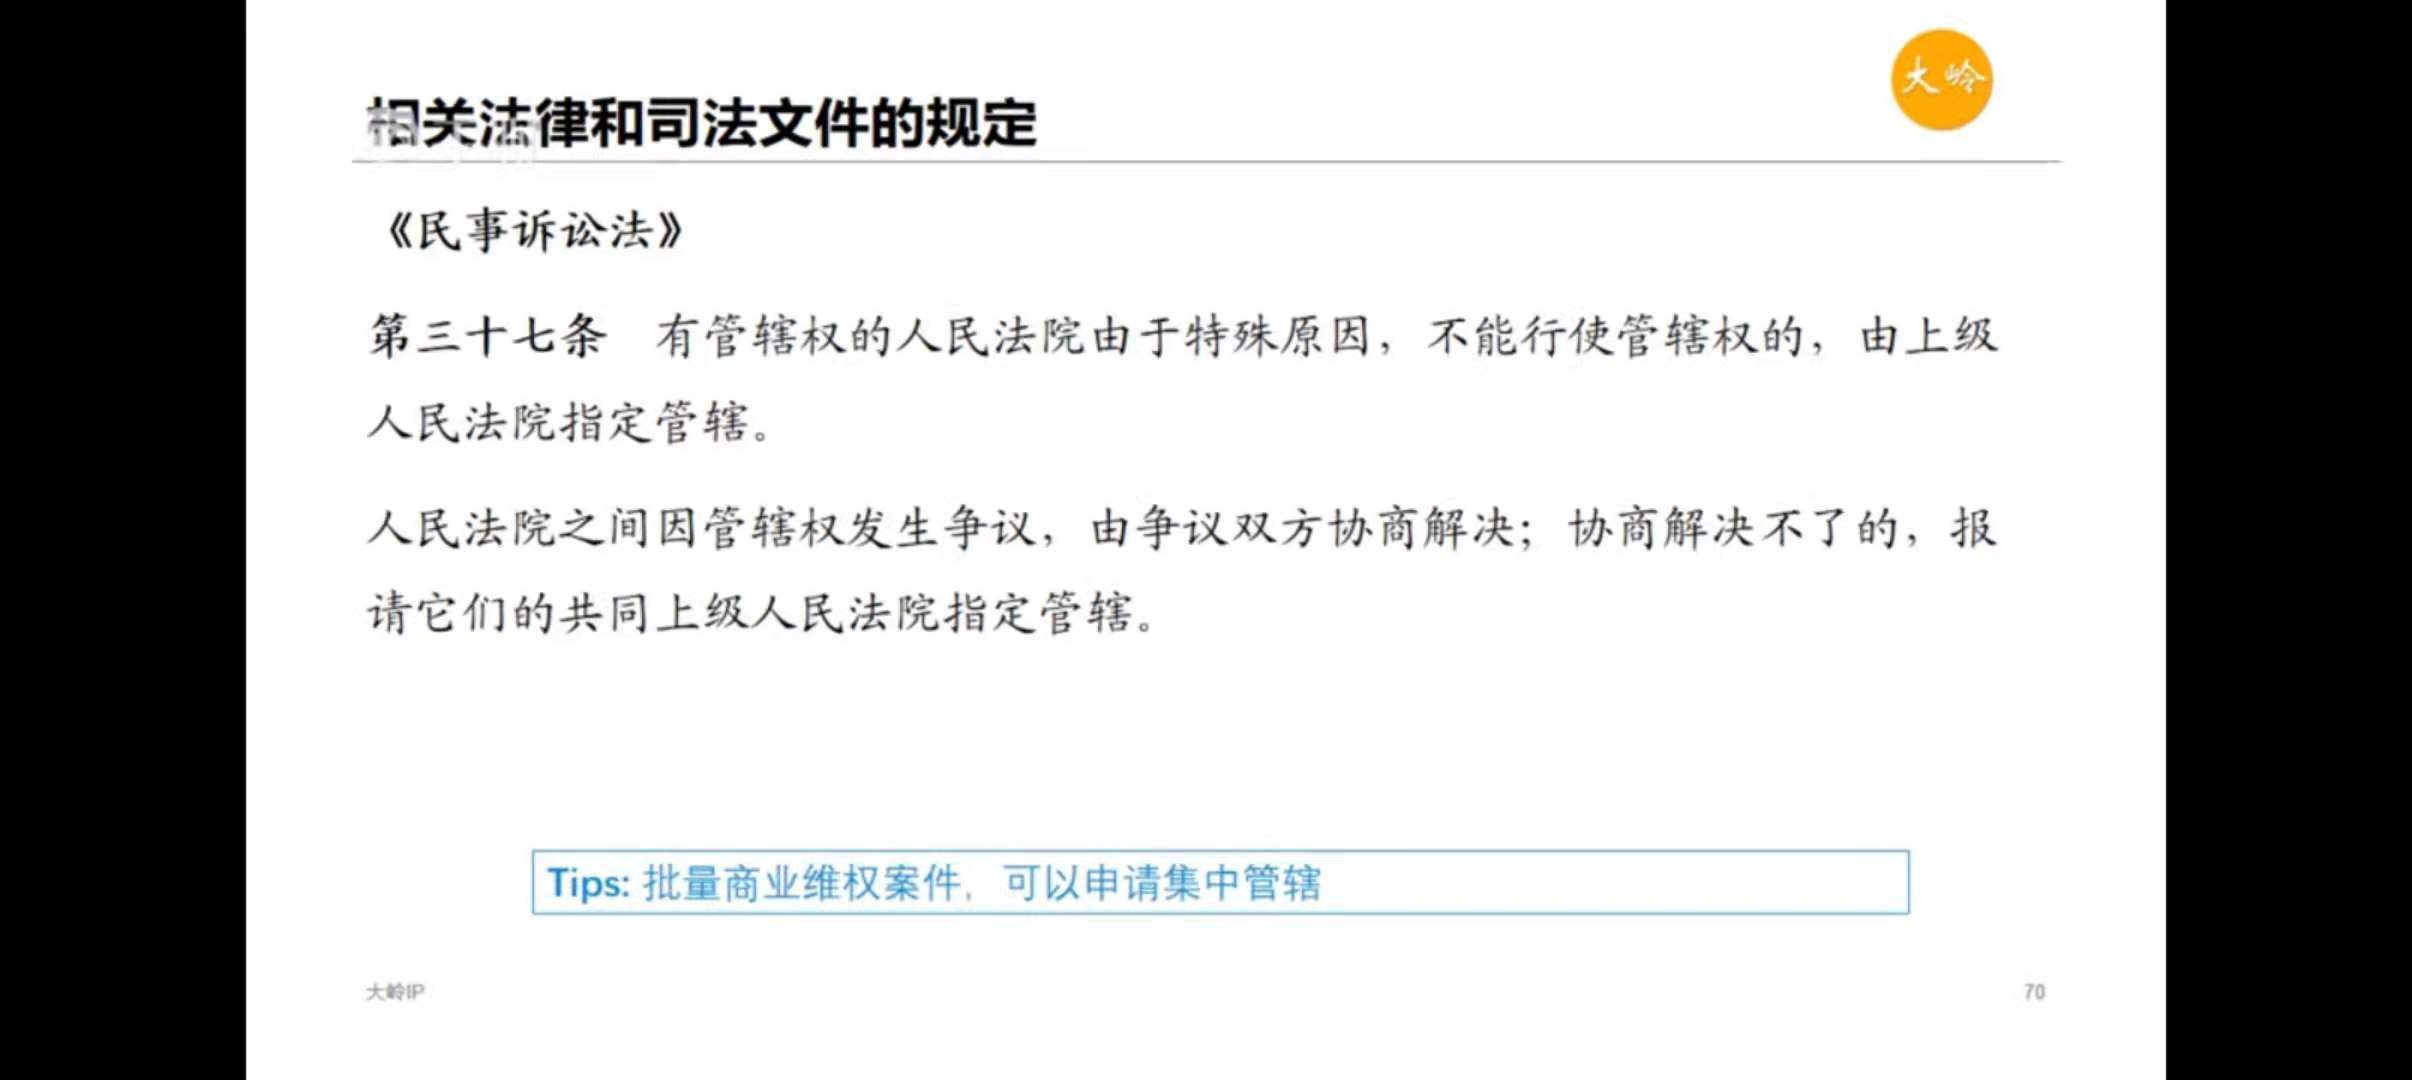 大岭
相关法律和司法文件的规定
《民事诉讼法》
第三十七条 有管辖权的人民法院由于特殊原因，不能行使管辖权的，由上级
人民法院指定管辖。
人民法院之间因管辖权发生争议，由争议双方协商解决；协商解决不了的，报
请它们的共同上级人民法院指定管辖。
Tips: 批量商业维权案件，可以申请集中管辖
大岭IP
70